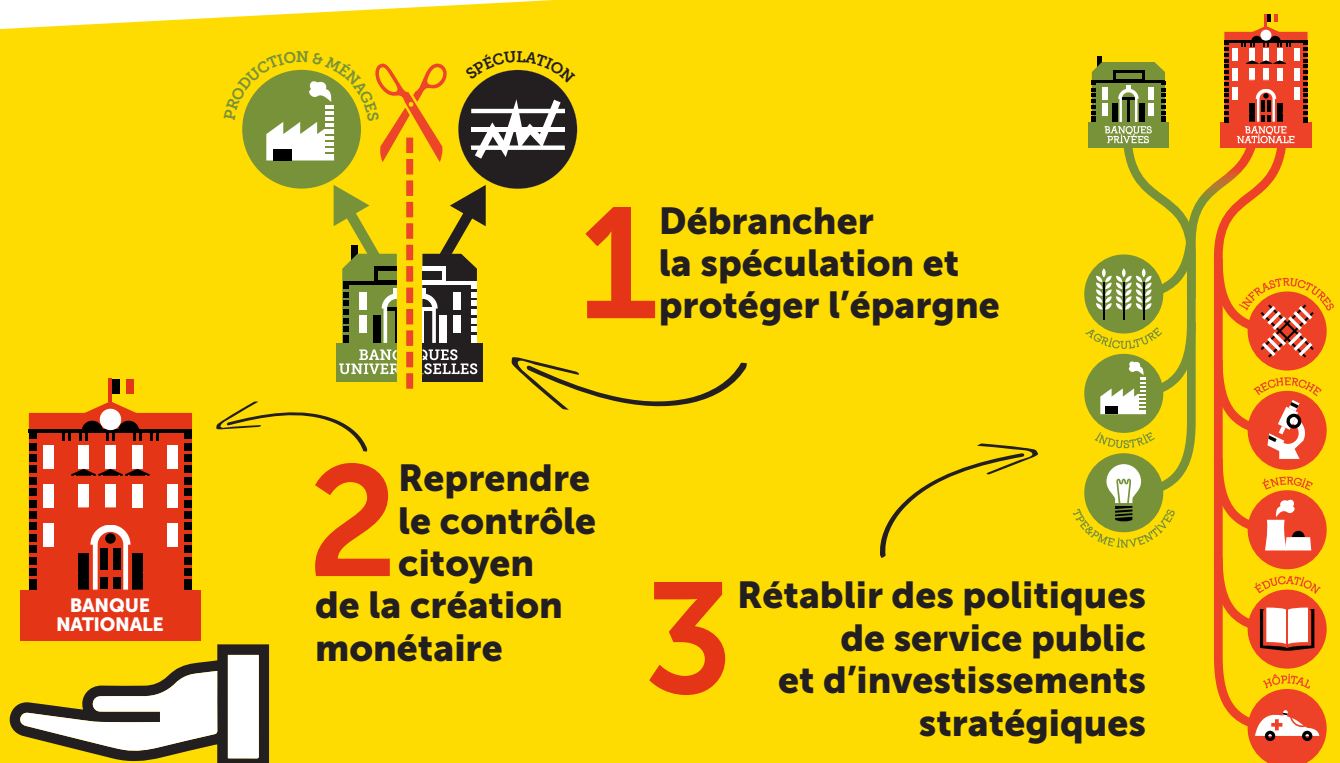 PRODUCTION & MÉNAGES
SPÉCULATION
BANQUES
UNIVERSELLES
1 Débrancher
la spéculation et
protéger l’épargne
BANQUE
NATIONALE
2 Reprendre
le contrôle
citoyen
de la création
monétaire
3 Rétablir des politiques
de service public
et d’investissements
stratégiques
BANQUES
PRIVÉES
BANQUE
NATIONALE
AGRICULTURE
INDUSTRIE
TPE&PME INVENTIVES
INFRASTRUCTURES
RECHERCHE
ÉNERGIE
ÉDUCATION
HÔPITAL